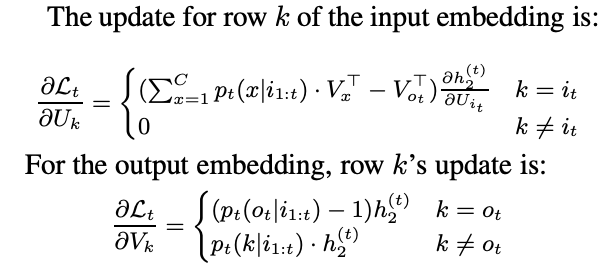 The update for row k of the input embedding is:
∂ℒ_t/∂U_k = { (∑_{x=1}^{C} p_t(x|i_{1:t}) · V_x^⊤ − V_{o_t}^⊤) ∂h_2^{(t)}/∂U_{i_t}   k = i_t
0   k ≠ i_t
For the output embedding, row k's update is:
∂ℒ_t/∂V_k = { (p_t(o_t|i_{1:t}) − 1)h_2^{(t)}   k = o_t
p_t(k|i_{1:t}) · h_2^{(t)}   k ≠ o_t